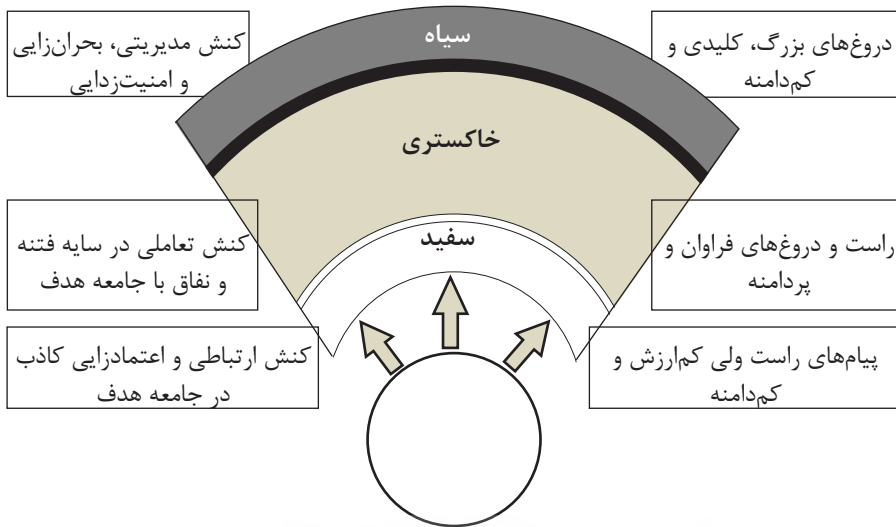 سیاه
خاکستری
سفید
دروغ‌های بزرگ، کلیدی و
کم‌دامنه
راست و دروغ‌های فراوان و
پردامنه
پیام‌های راست ولی کم‌ارزش و
کم‌دامنه
کنش مدیریتی، بحران‌زایی
و امنیت‌زدایی
کنش تعاملی در سایه فتنه
و نفاق با جامعه هدف
کنش ارتباطی و اعتمادزایی کاذب
در جامعه هدف